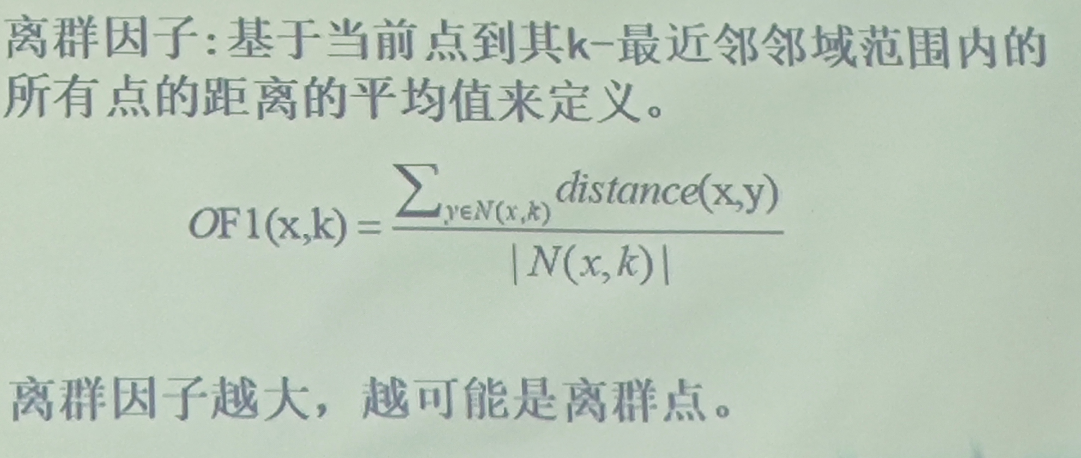 离群因子:基于当前点到其k-最近邻邻域范围内的
所有点的距离的平均值来定义。
OF1(x,k) = \frac{\sum_{y∈N(x,k)} distance(x,y)}{|N(x,k)|}
离群因子越大，越可能是离群点。